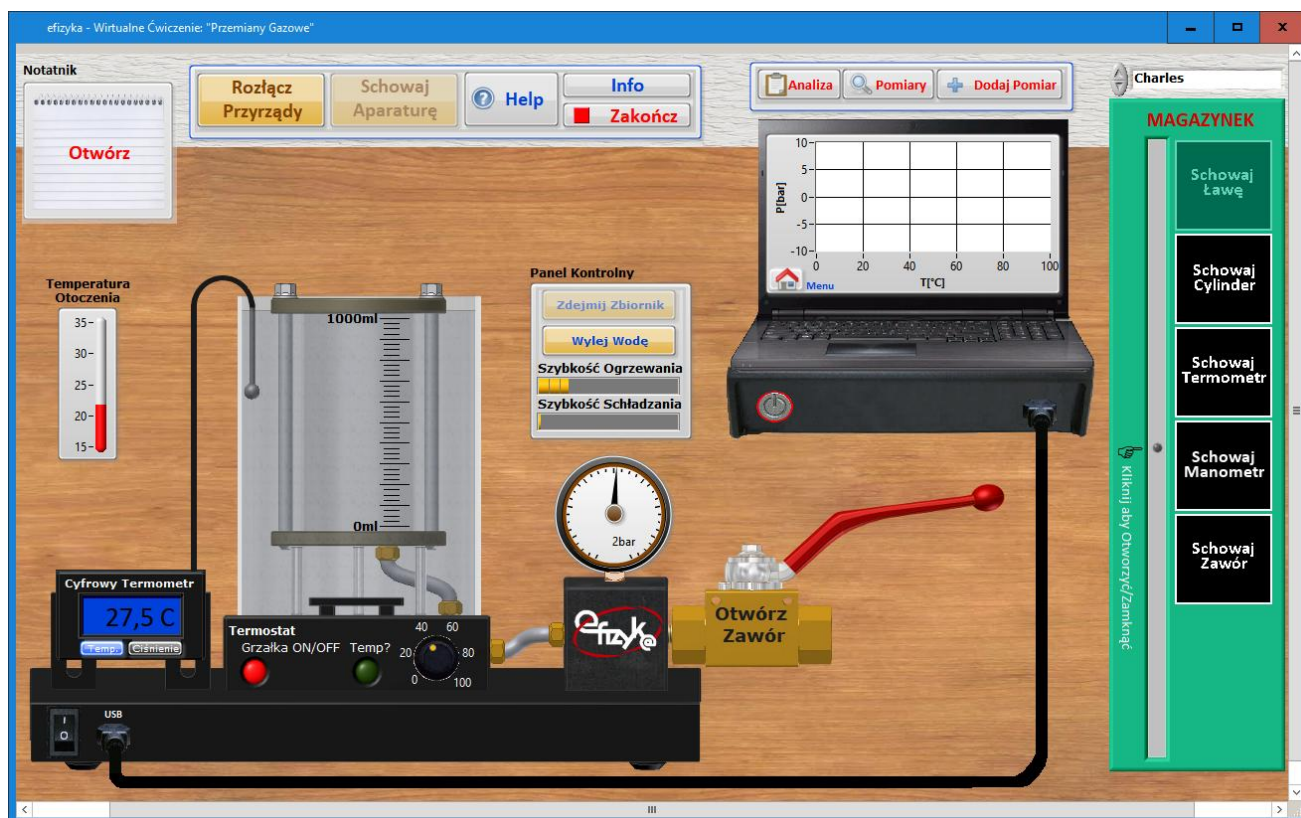 efizyka - Wirtualne Ćwiczenie: "Przemiany Gazowe"
Notatnik
Otwórz
Rozłącz
Przyrządy
Schowaj
Aparaturę
Help
Info
Zakończ
Analiza
Pomiary
Dodaj Pomiar
Charles
MAGAZYNEK
Schowaj
Ławę
Schowaj
Cylinder
Schowaj
Termometr
Schowaj
Manometr
Schowaj
Zawór
Kliknij aby Otworzyć/Zamknąć
10
5
0
-5
-10
P[bar]
0 20 40 60 80 100
T[°C]
Menu
Temperatura
Otoczenia
35
30
25
20
15
1000ml
0ml
Panel Kontrolny
Zdejmij Zbiornik
Wylej Wodę
Szybkość Ogrzewania
Szybkość Schładzania
2bar
efizyk@
Otwórz
Zawór
Cyfrowy Termometr
27,5 C
Temp.
Ciśnienie
Termostat
Grzałka ON/OFF Temp?
0 20 40 60 80 100
I
O
USB